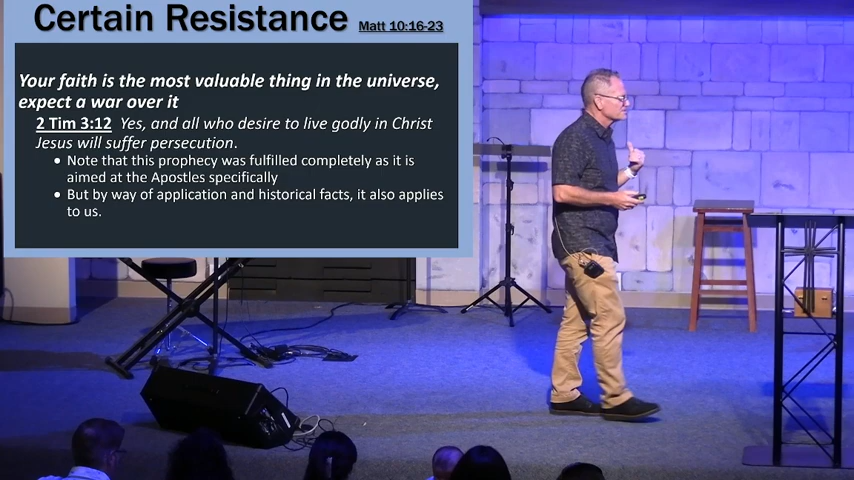 Certain Resistance Matt 10:16-23
Your faith is the most valuable thing in the universe,
expect a war over it
2 Tim 3:12 Yes, and all who desire to live godly in Christ
Jesus will suffer persecution.
• Note that this prophecy was fulfilled completely as it is
aimed at the Apostles specifically
• But by way of application and historical facts, it also applies
to us.